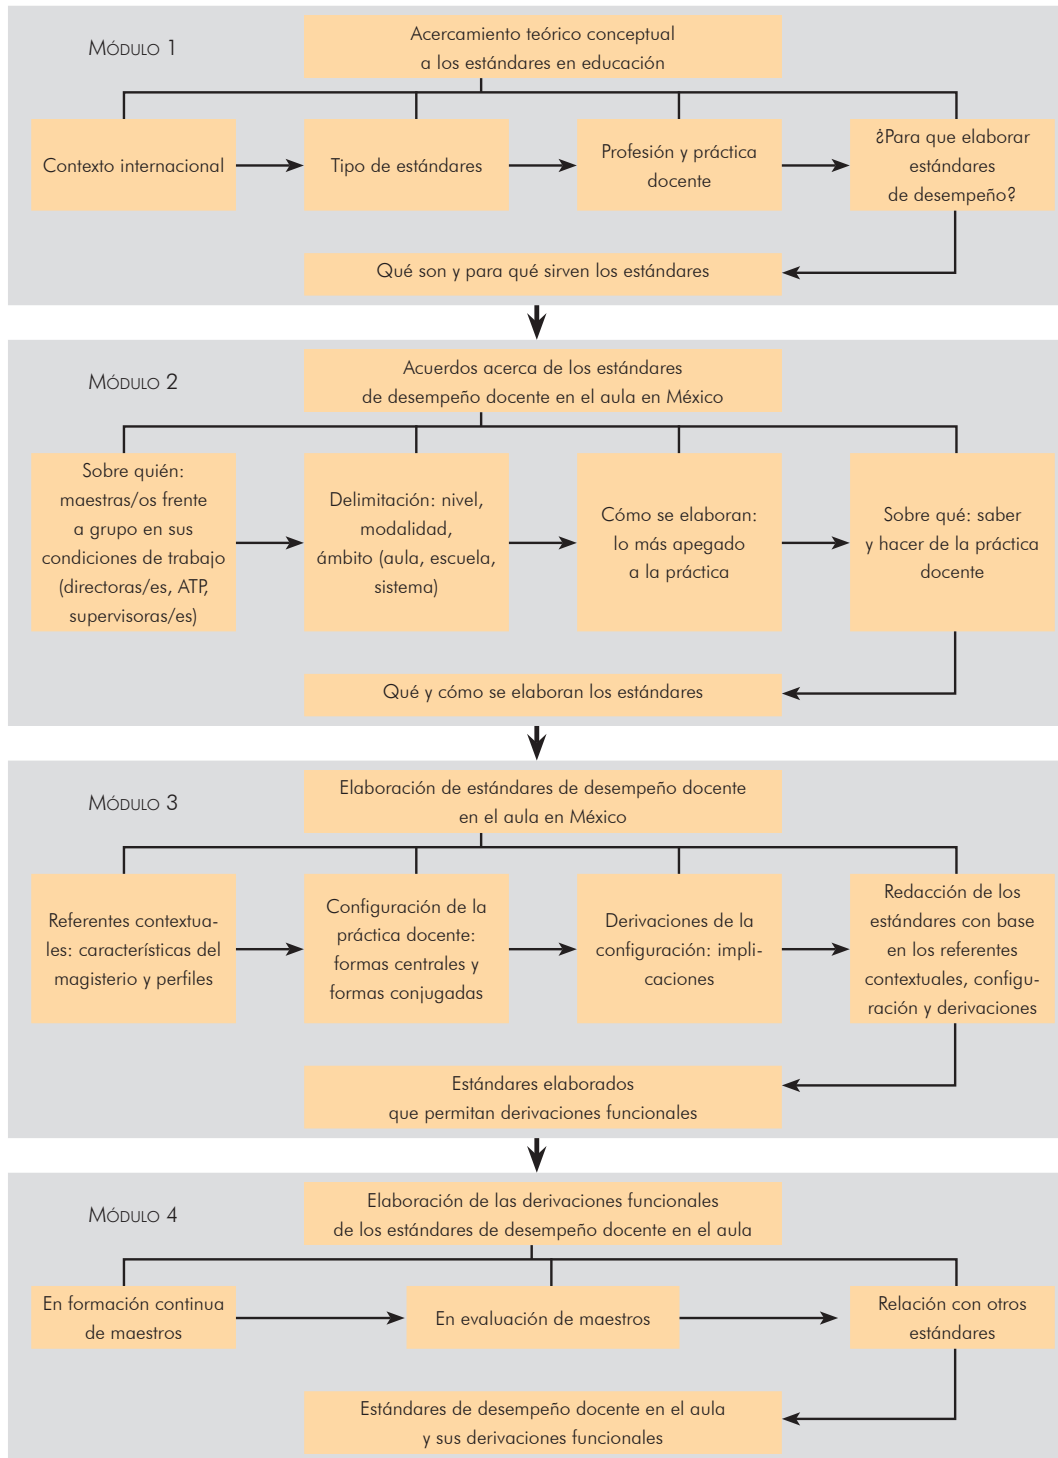 MÓDULO 1
Acercamiento teórico conceptual
a los estándares en educación
Contexto internacional
Tipo de estándares
Profesión y práctica
docente
¿Para que elaborar
estándares
de desempeño?
Qué son y para qué sirven los estándares
MÓDULO 2
Acuerdos acerca de los estándares
de desempeño docente en el aula en México
Sobre quién:
maestras/os frente
a grupo en sus
condiciones de trabajo
(directoras/es, ATP,
supervisoras/es)
Delimitación: nivel,
modalidad,
ámbito (aula, escuela,
sistema)
Cómo se elaboran:
lo más apegado
a la práctica
Sobre qué: saber
y hacer de la práctica
docente
Qué y cómo se elaboran los estándares
MÓDULO 3
Elaboración de estándares de desempeño docente
en el aula en México
Referentes contextua-
les: características del
magisterio y perfiles
Configuración de la
práctica docente:
formas centrales y
formas conjugadas
Derivaciones de la
configuración: impli-
caciones
Redacción de los
estándares con base
en los referentes
contextuales, configu-
ración y derivaciones
Estándares elaborados
que permitan derivaciones funcionales
MÓDULO 4
Elaboración de las derivaciones funcionales
de los estándares de desempeño docente en el aula
En formación continua
de maestros
En evaluación de maestros
Relación con otros
estándares
Estándares de desempeño docente en el aula
y sus derivaciones funcionales